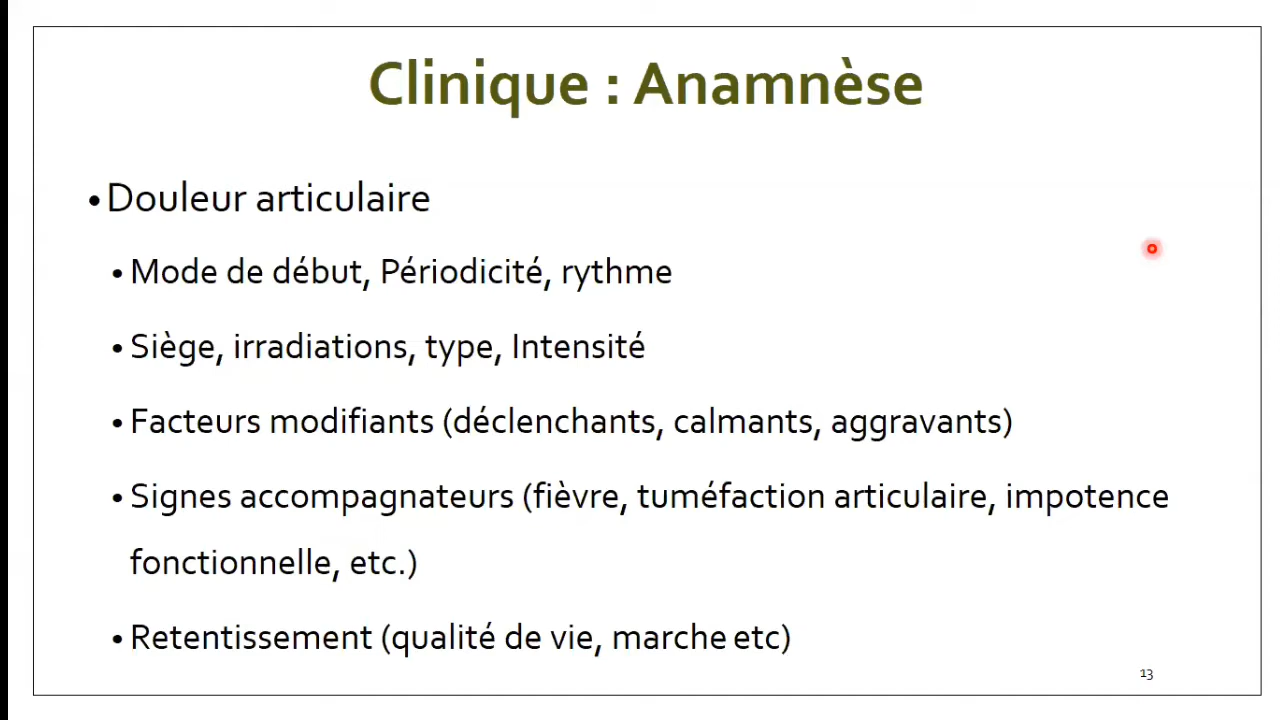 Clinique : Anamnèse
• Douleur articulaire
• Mode de début, Périodicité, rythme
• Siège, irradiations, type, Intensité
• Facteurs modifiants (déclenchants, calmants, aggravants)
• Signes accompagnateurs (fièvre, tuméfaction articulaire, impotence
fonctionnelle, etc.)
• Retentissement (qualité de vie, marche etc)
13